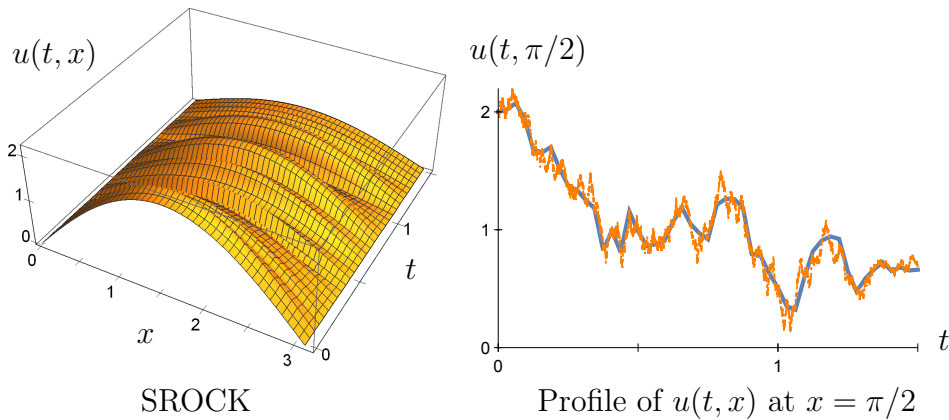 u(t, x)
2
1
0
0
1
2
3
x
0
1
t
SROCK
u(t, π/2)
2
1
0
0
1
t
Profile of u(t, x) at x = π/2